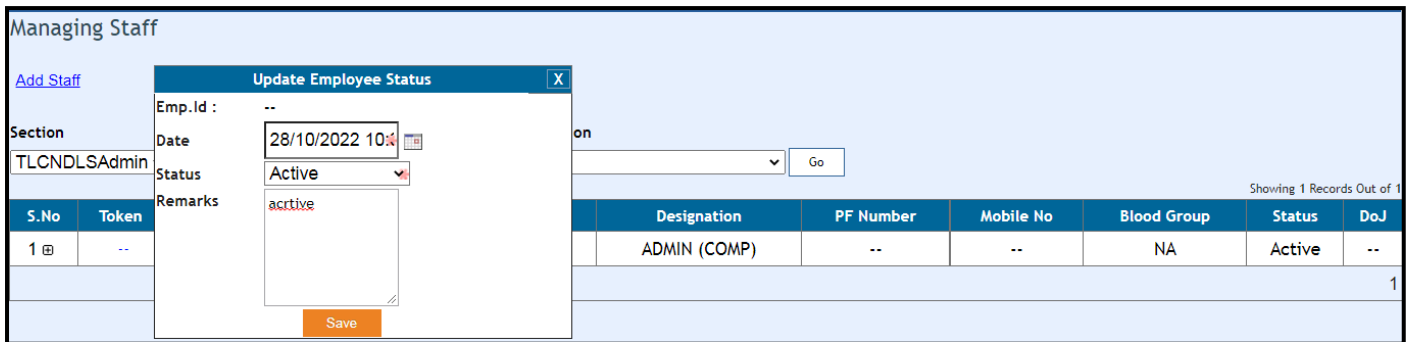 Managing Staff
Add Staff
Update Employee Status X
Emp.Id : --
Date 28/10/2022 10:
Status Active
Remarks acrtive
Save
Section on
TLCNDLSAdmin Go
Showing 1 Records Out of 1
S.No Token Designation PF Number Mobile No Blood Group Status DoJ
1 -- ADMIN (COMP) -- -- NA Active --
1